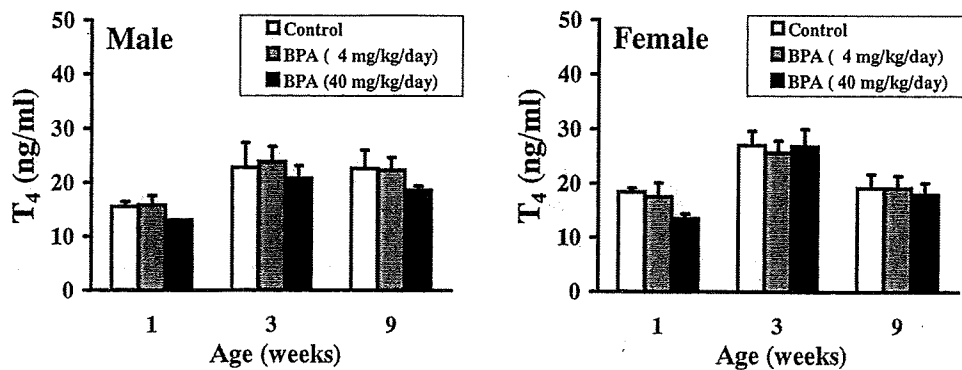 Male
Control
BPA ( 4 mg/kg/day)
BPA (40 mg/kg/day)
T4 (ng/ml)
50
40
30
20
10
0
1 3 9
Age (weeks)
Female
Control
BPA ( 4 mg/kg/day)
BPA (40 mg/kg/day)
T4 (ng/ml)
50
40
30
20
10
0
1 3 9
Age (weeks)